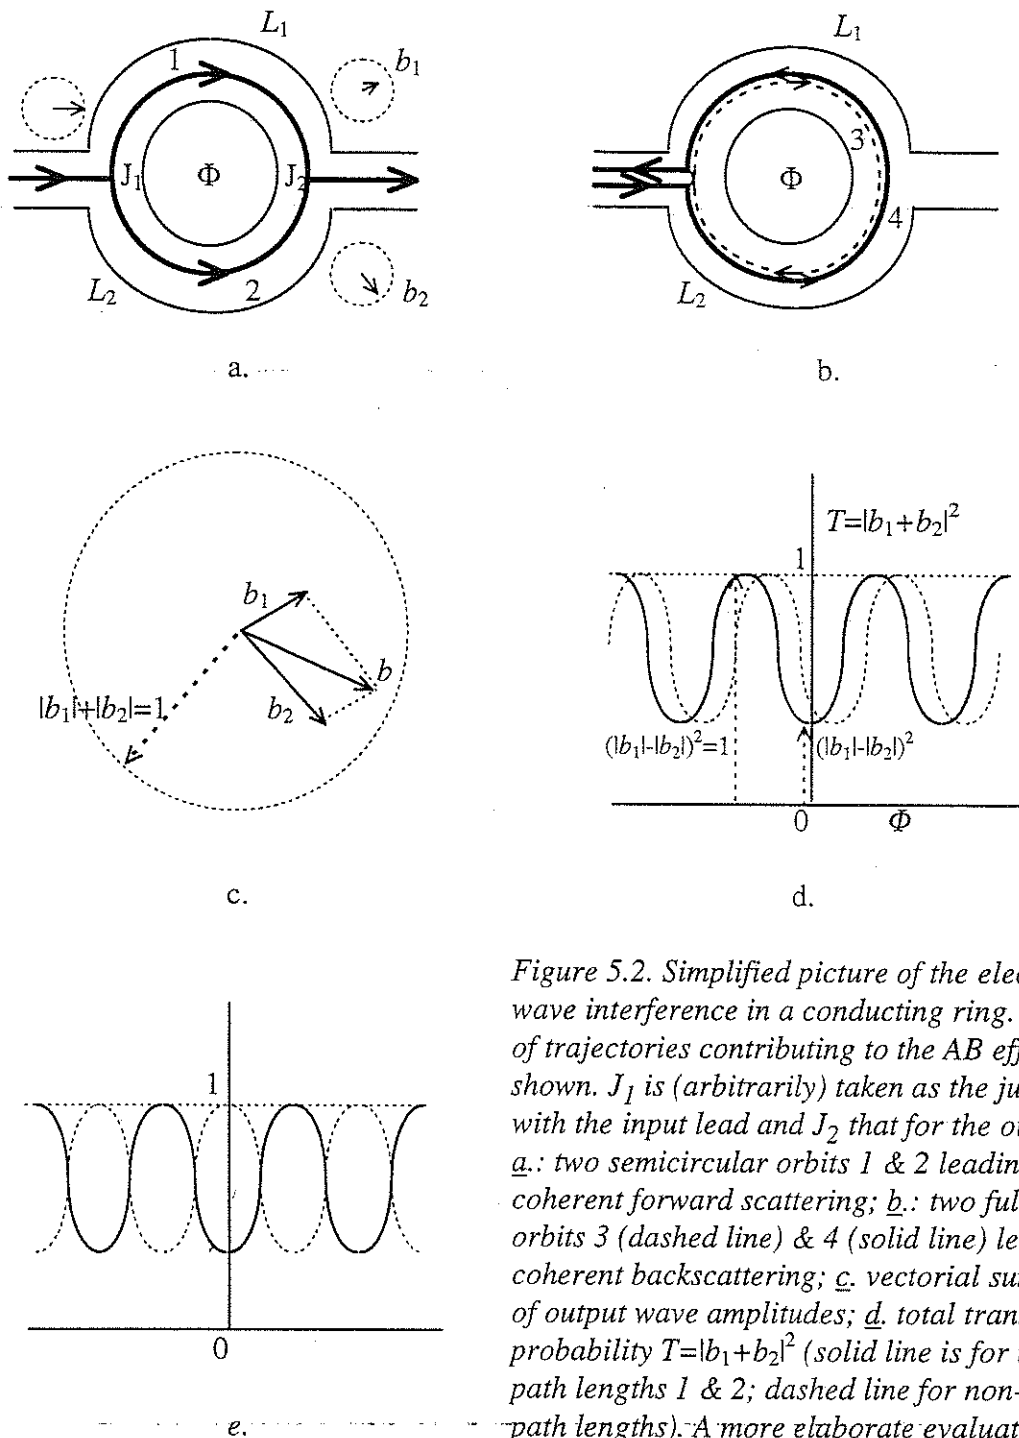 L₁
1
b₁
J₁
Φ
J₂
L₂
2
b₂
a.
L₁
3
Φ
4
L₂
b.
b₁
b
|b₁|+|b₂|=1
b₂
c.
T=|b₁+b₂|²
1
(|b₁|-|b₂|)²=1
(|b₁|-|b₂|)²
0
Φ
d.
1
0
e.
Figure 5.2. Simplified picture of the elec
wave interference in a conducting ring.
of trajectories contributing to the AB ef
shown. J₁ is (arbitrarily) taken as the ju
with the input lead and J₂ that for the o
a.: two semicircular orbits 1 & 2 leadin
coherent forward scattering; b.: two ful
orbits 3 (dashed line) & 4 (solid line) le
coherent backscattering; c. vectorial su
of output wave amplitudes; d. total tran
probability T=|b₁+b₂|² (solid line is for
path lengths 1 & 2; dashed line for non-
path lengths). A more elaborate evaluat